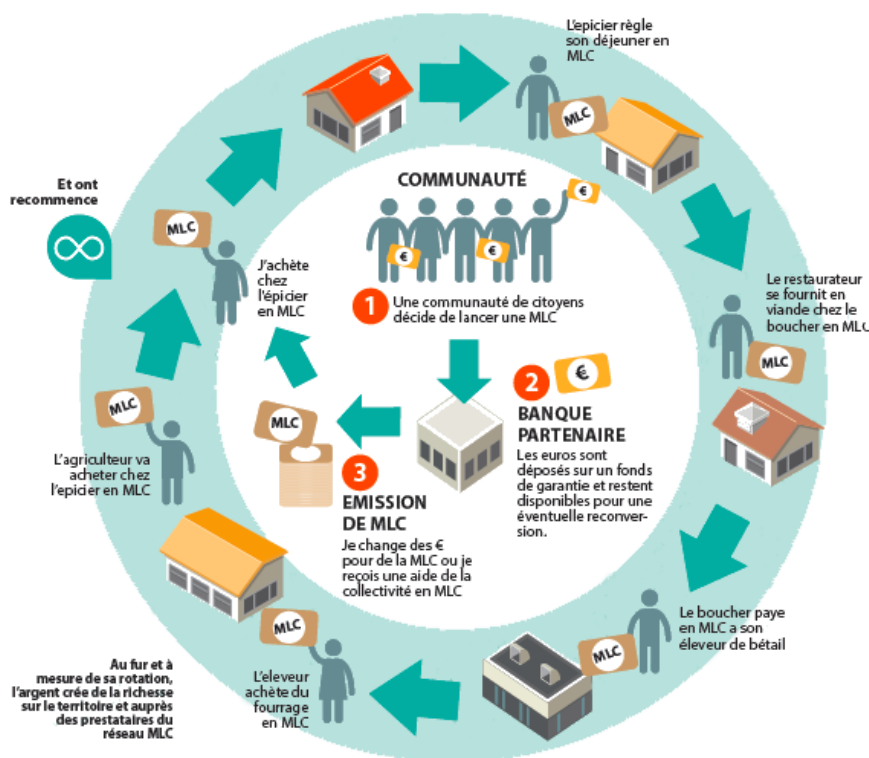 L'epicier règle
son déjeuner en
MLC
MLC
COMMUNAUTÉ
€
€
€
1
Une communauté de citoyens
décide de lancer une MLC
Et ont
recommence
MLC
J'achète
chez
l'épicier
en MLC
Le restaurateur
se fournit en
viande chez le
boucher en MLC
MLC
2
€
BANQUE
PARTENAIRE
Les euros sont
déposés sur un fonds
de garantie et restent
disponibles pour une
éventuelle reconver-
sion.
MLC
3
EMISSION
DE MLC
Je change des €
pour de la MLC ou je
reçois une aide de la
collectivité en MLC
MLC
L'agriculteur va
acheter chez
l'epicier en MLC
Le boucher paye
en MLC a son
éleveur de bétail
MLC
MLC
L'eleveur
achète du
fourrage
en MLC
Au fur et à
mesure de sa rotation,
l'argent crée de la richesse
sur le territoire et auprès
des prestataires du
réseau MLC